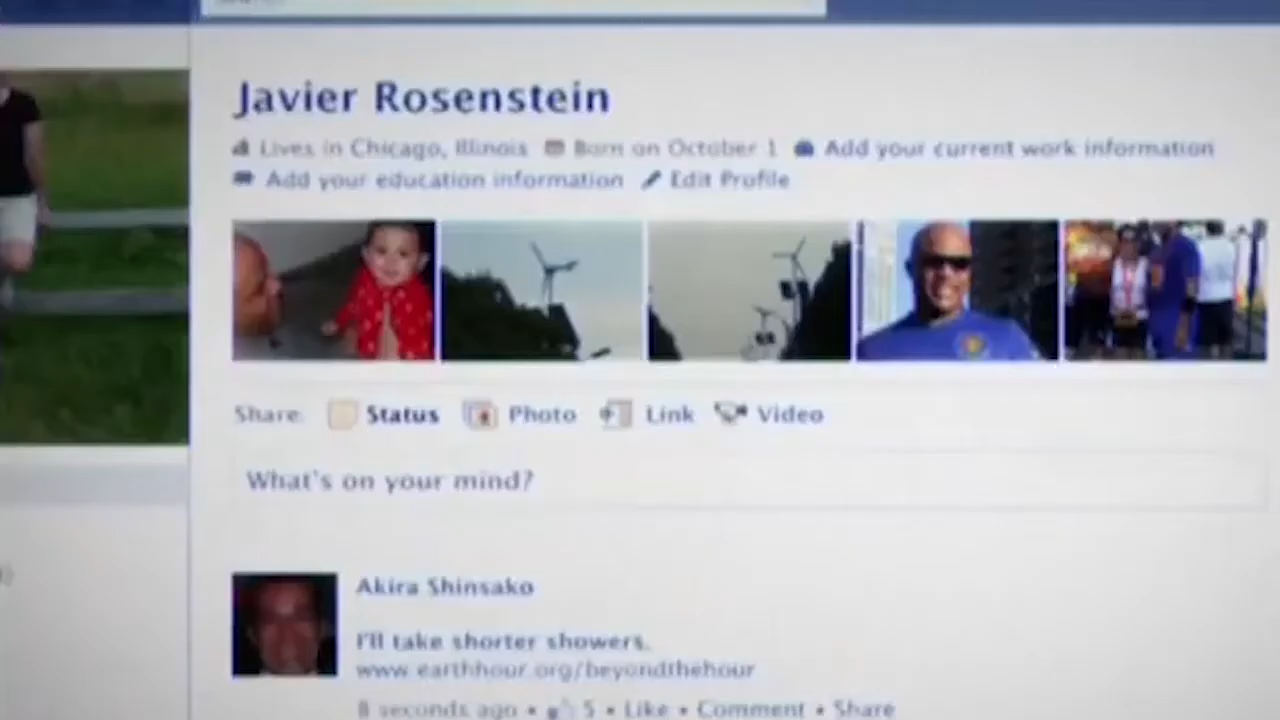 Javier Rosenstein
Lives in Chicago, Illinois Born on October 1 Add your current work information
Add your education information Edit Profile
Share: Status Photo Link Video
What's on your mind?
Akira Shinsako
I'll take shorter showers.
www.earthhour.org/beyondthehour
8 seconds ago • 5 • Like • Comment • Share